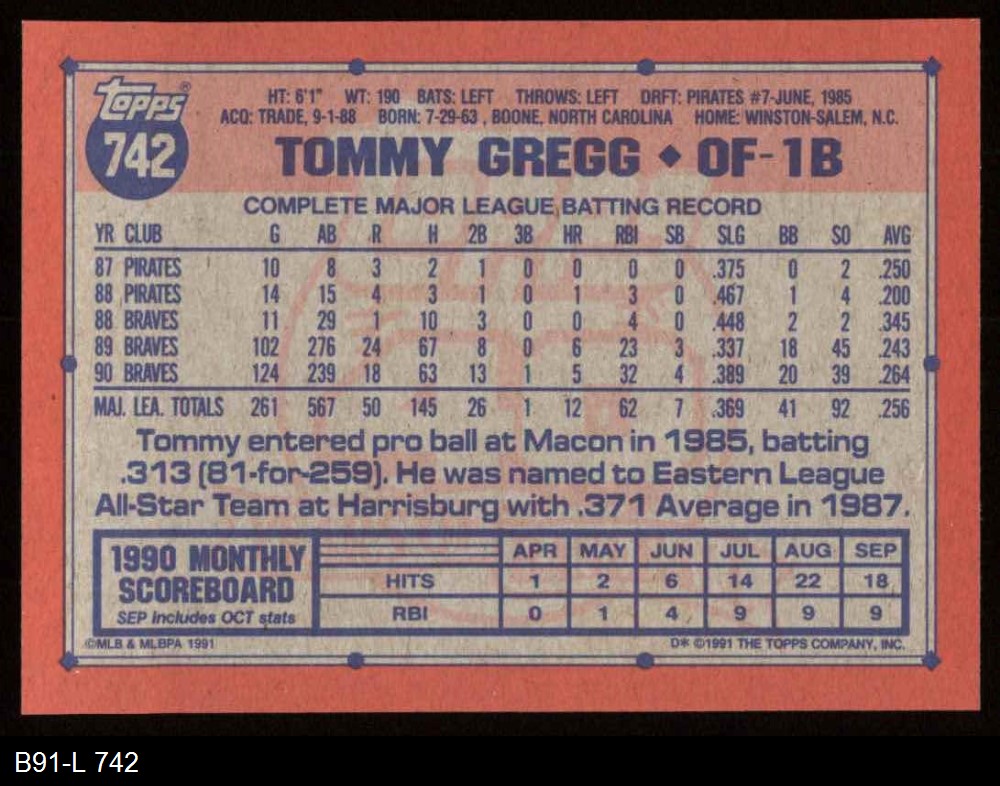 Topps®
742
HT: 6'1" WT: 190 BATS: LEFT THROWS: LEFT DRFT: PIRATES #7-JUNE, 1985
ACQ: TRADE, 9-1-88 BORN: 7-29-63, BOONE, NORTH CAROLINA HOME: WINSTON-SALEM, N.C.
TOMMY GREGG ◆ OF-1B
COMPLETE MAJOR LEAGUE BATTING RECORD
YR CLUB G AB R H 2B 3B HR RBI SB SLG BB SO AVG
87 PIRATES 10 8 3 2 1 0 0 0 0 .375 0 2 .250
88 PIRATES 14 15 4 3 1 0 1 3 0 .467 1 4 .200
88 BRAVES 11 29 1 10 3 0 0 4 0 .448 2 2 .345
89 BRAVES 102 276 24 67 8 0 6 23 3 .337 18 45 .243
90 BRAVES 124 239 18 63 13 1 5 32 4 .389 20 39 .264
MAJ. LEA. TOTALS 261 567 50 145 26 1 12 62 7 .369 41 92 .256
Tommy entered pro ball at Macon in 1985, batting
.313 (81-for-259). He was named to Eastern League
All-Star Team at Harrisburg with .371 Average in 1987.
1990 MONTHLY
SCOREBOARD
SEP Includes OCT stats
APR MAY JUN JUL AUG SEP
HITS 1 2 6 14 22 18
RBI 0 1 4 9 9 9
©MLB & MLBPA 1991
D* ©1991 THE TOPPS COMPANY, INC.
B91-L 742